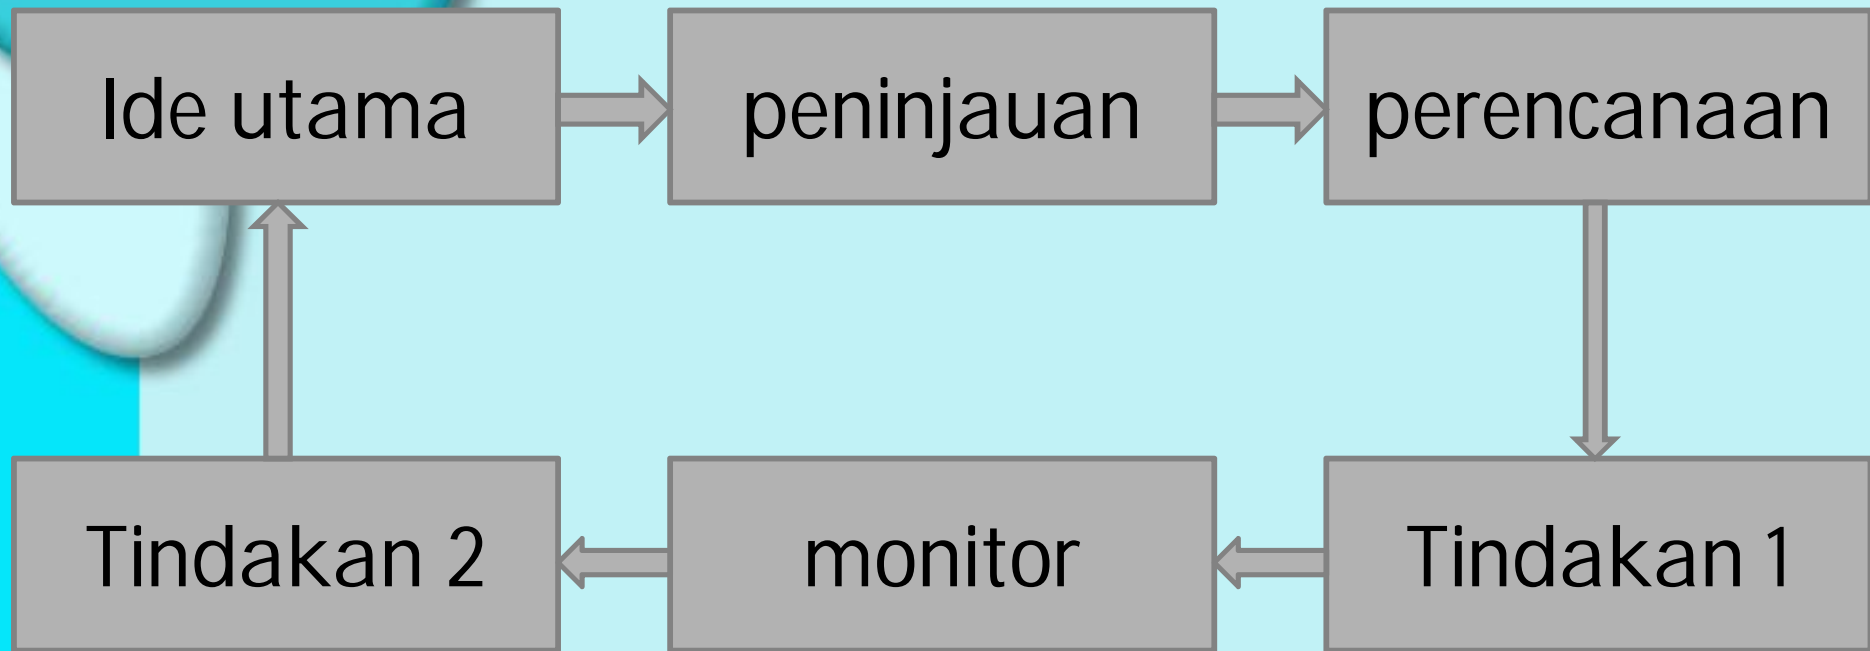 Ide utama
peninjauan
perencanaan
Tindakan 2
monitor
Tindakan 1